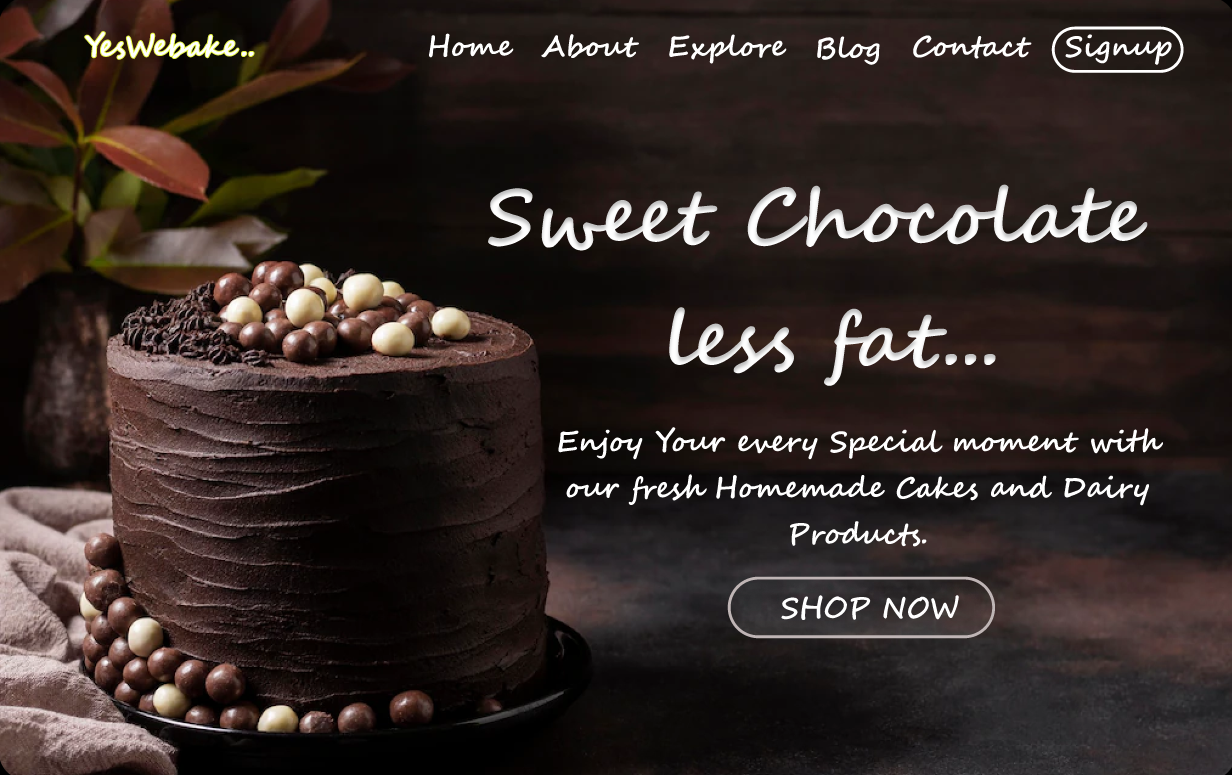 YesWebake..
Home About Explore Blog Contact Signup
Sweet Chocolate
less fat...
Enjoy Your every Special moment with
our fresh Homemade Cakes and Dairy
Products.
SHOP NOW